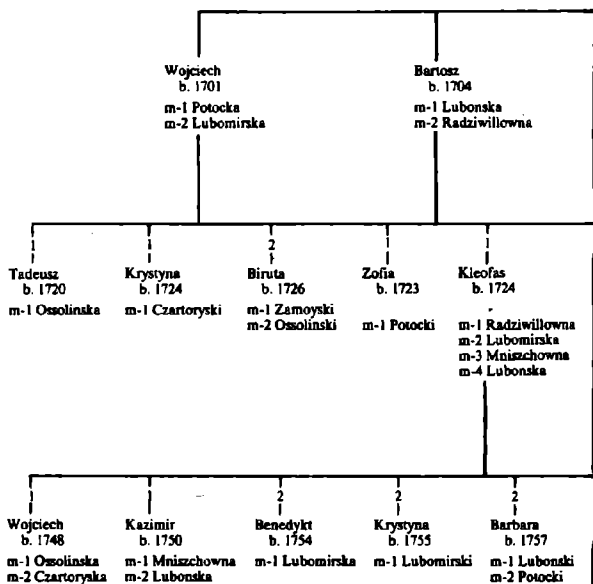 Wojciech
b. 1701
m-1 Potocka
m-2 Lubomirska
Bartosz
b. 1704
m-1 Lubonska
m-2 Radziwillowna
1
Tadeusz
b. 1720
m-1 Ossolinska
1
Krystyna
b. 1724
m-1 Czartoryski
2
Biruta
b. 1726
m-1 Zamoyski
m-2 Ossolinski
1
Zofia
b. 1723
m-1 Potocki
1
Kleofas
b. 1724
m-1 Radziwillowna
m-2 Lubomirska
m-3 Mniszchowna
m-4 Lubonska
1
Wojciech
b. 1748
m-1 Ossolinska
m-2 Czartoryska
1
Kazimir
b. 1750
m-1 Mniszchowna
m-2 Lubonska
2
Benedykt
b. 1754
m-1 Lubomirska
2
Krystyna
b. 1755
m-1 Lubomirski
2
Barbara
b. 1757
m-1 Lubonski
m-2 Potocki